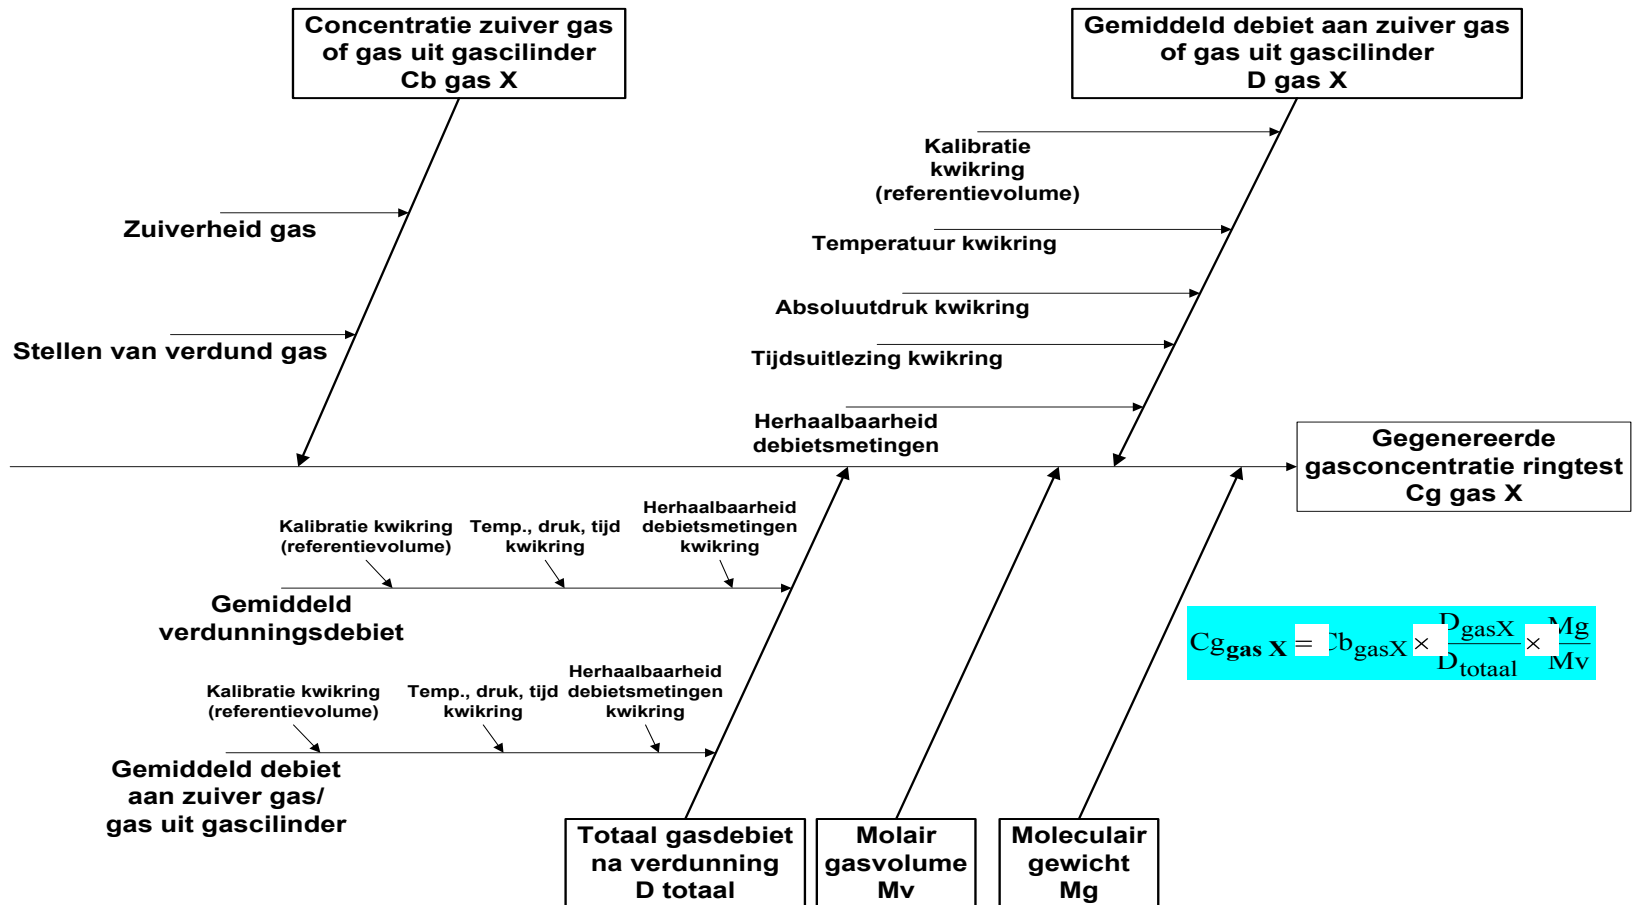 Concentratie zuiver gas
of gas uit gascilinder
Cb gas X
Gemiddeld debiet aan zuiver gas
of gas uit gascilinder
D gas X
Kalibratie
kwikring
(referentievolume)
Zuiverheid gas
Temperatuur kwikring
Absoluutdruk kwikring
Stellen van verdund gas
Tijdsuitlezing kwikring
Herhaalbaarheid
debietsmetingen
Gegenereerde
gasconcentratie ringtest
Cg gas X
Kalibratie kwikring
(referentievolume)
Temp., druk, tijd
kwikring
Herhaalbaarheid
debietsmetingen
kwikring
Gemiddeld
verdunningsdebiet
Cg gas X = Cb gasX × D gasX / D totaal × Mg / Mv
Kalibratie kwikring
(referentievolume)
Temp., druk, tijd
kwikring
Herhaalbaarheid
debietsmetingen
kwikring
Gemiddeld debiet
aan zuiver gas/
gas uit gascilinder
Totaal gasdebiet
na verdunning
D totaal
Molair
gasvolume
Mv
Moleculair
gewicht
Mg